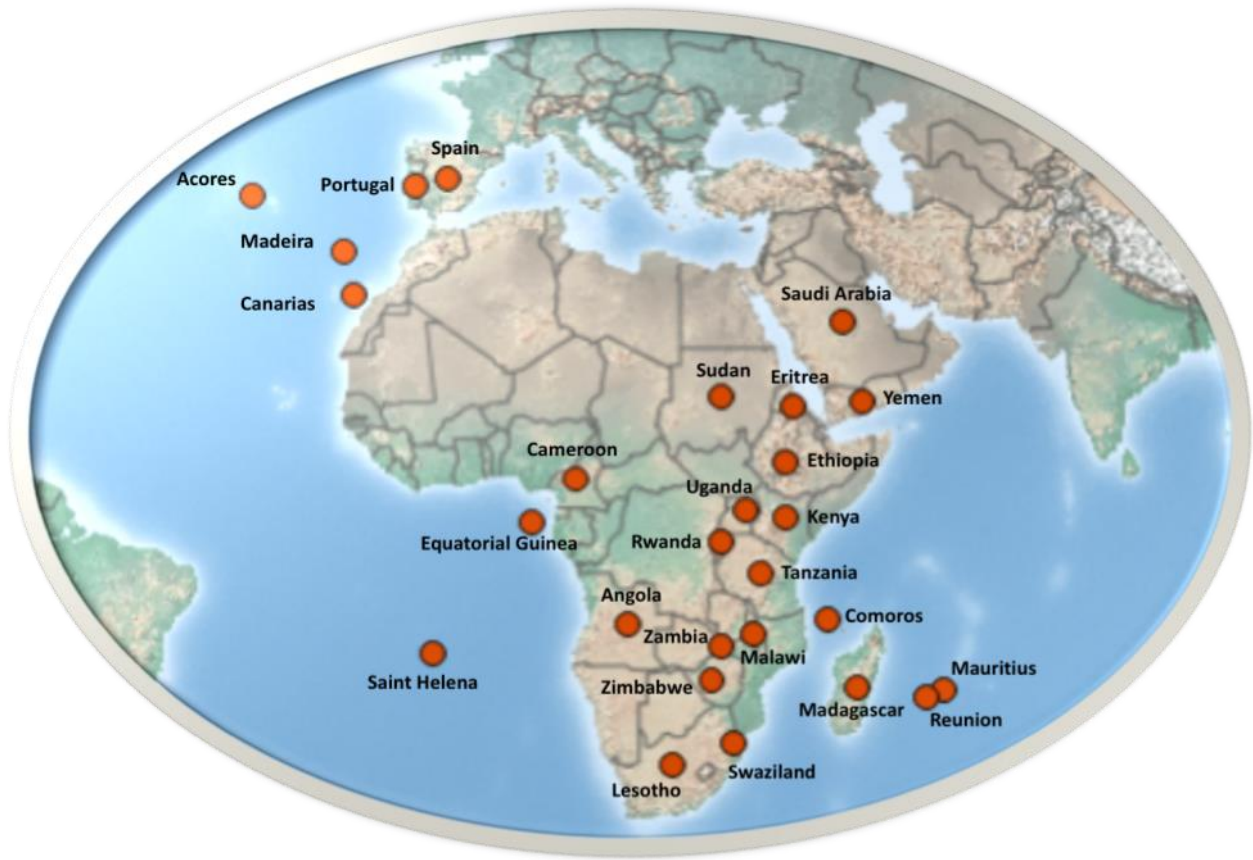 Spain
Acores
Portugal
Madeira
Canarias
Saudi Arabia
Sudan
Eritrea
Yemen
Cameroon
Ethiopia
Uganda
Kenya
Equatorial Guinea
Rwanda
Tanzania
Angola
Comoros
Zambia
Malawi
Mauritius
Saint Helena
Zimbabwe
Madagascar
Reunion
Swaziland
Lesotho